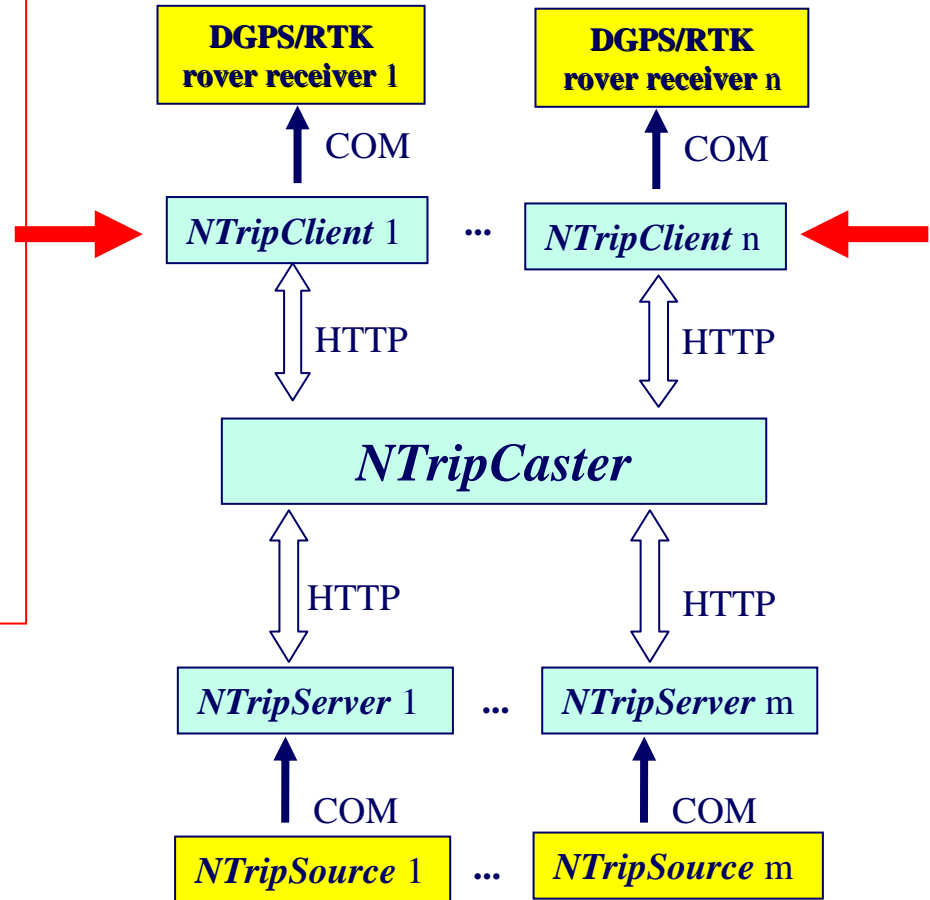 DGPS/RTK
rover receiver 1
DGPS/RTK
rover receiver n
COM
COM
NTripClient 1
...
NTripClient n
HTTP
HTTP
NTripCaster
HTTP
HTTP
NTripServer 1
...
NTripServer m
COM
COM
NTripSource 1
...
NTripSource m